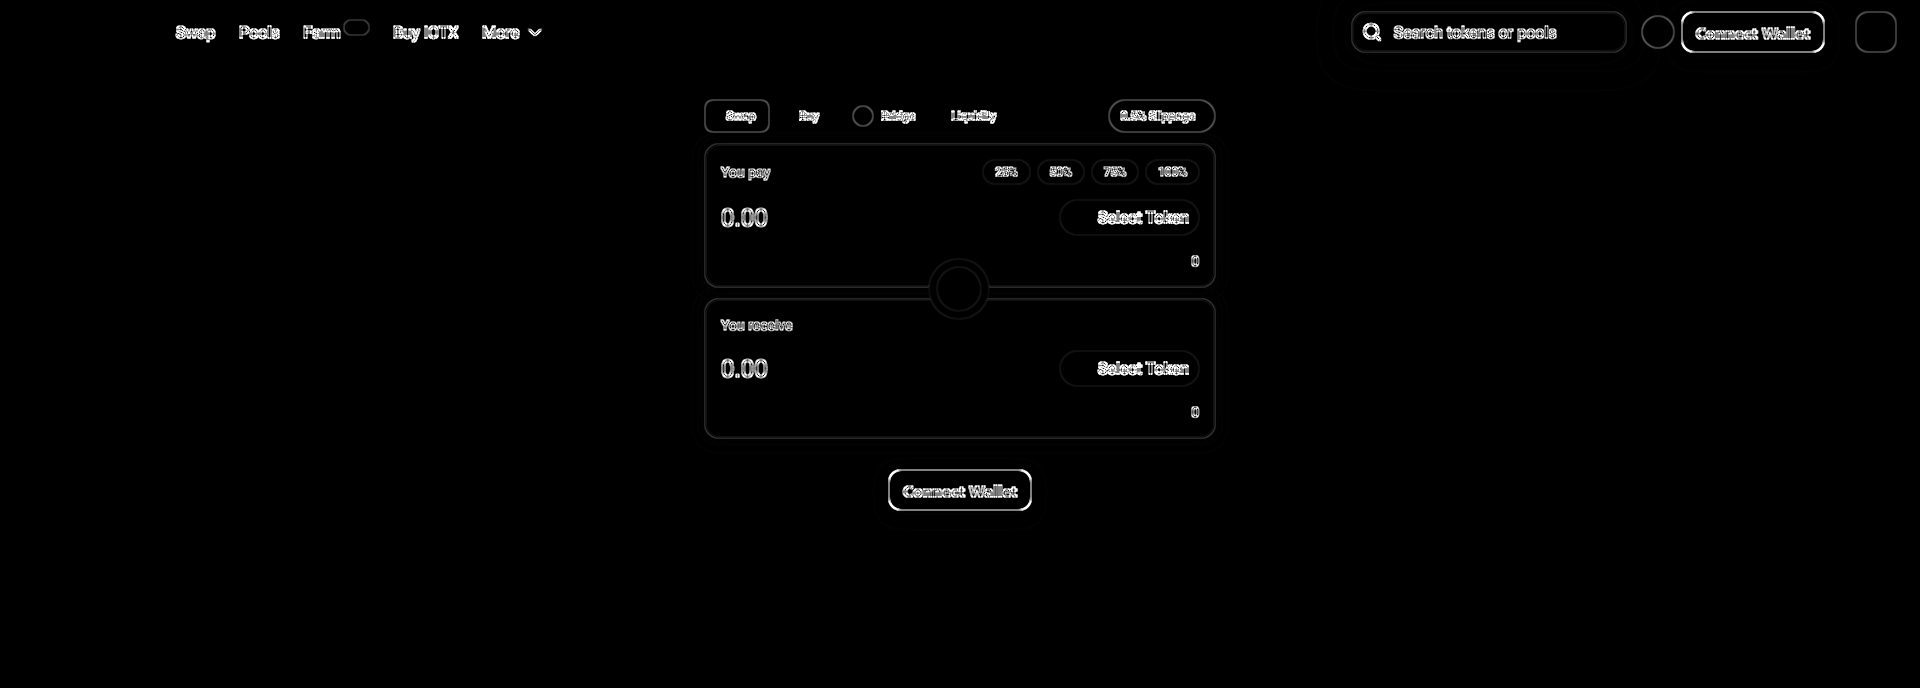 Swap Pools Farm Buy IOTX More Search tokens or pools Connect Wallet
Swap Buy Bridge Liquidity 0.5% Slippage
You pay 25% 50% 75% 100%
0.00 Select Token
0
You receive
0.00 Select Token
0
Connect Wallet